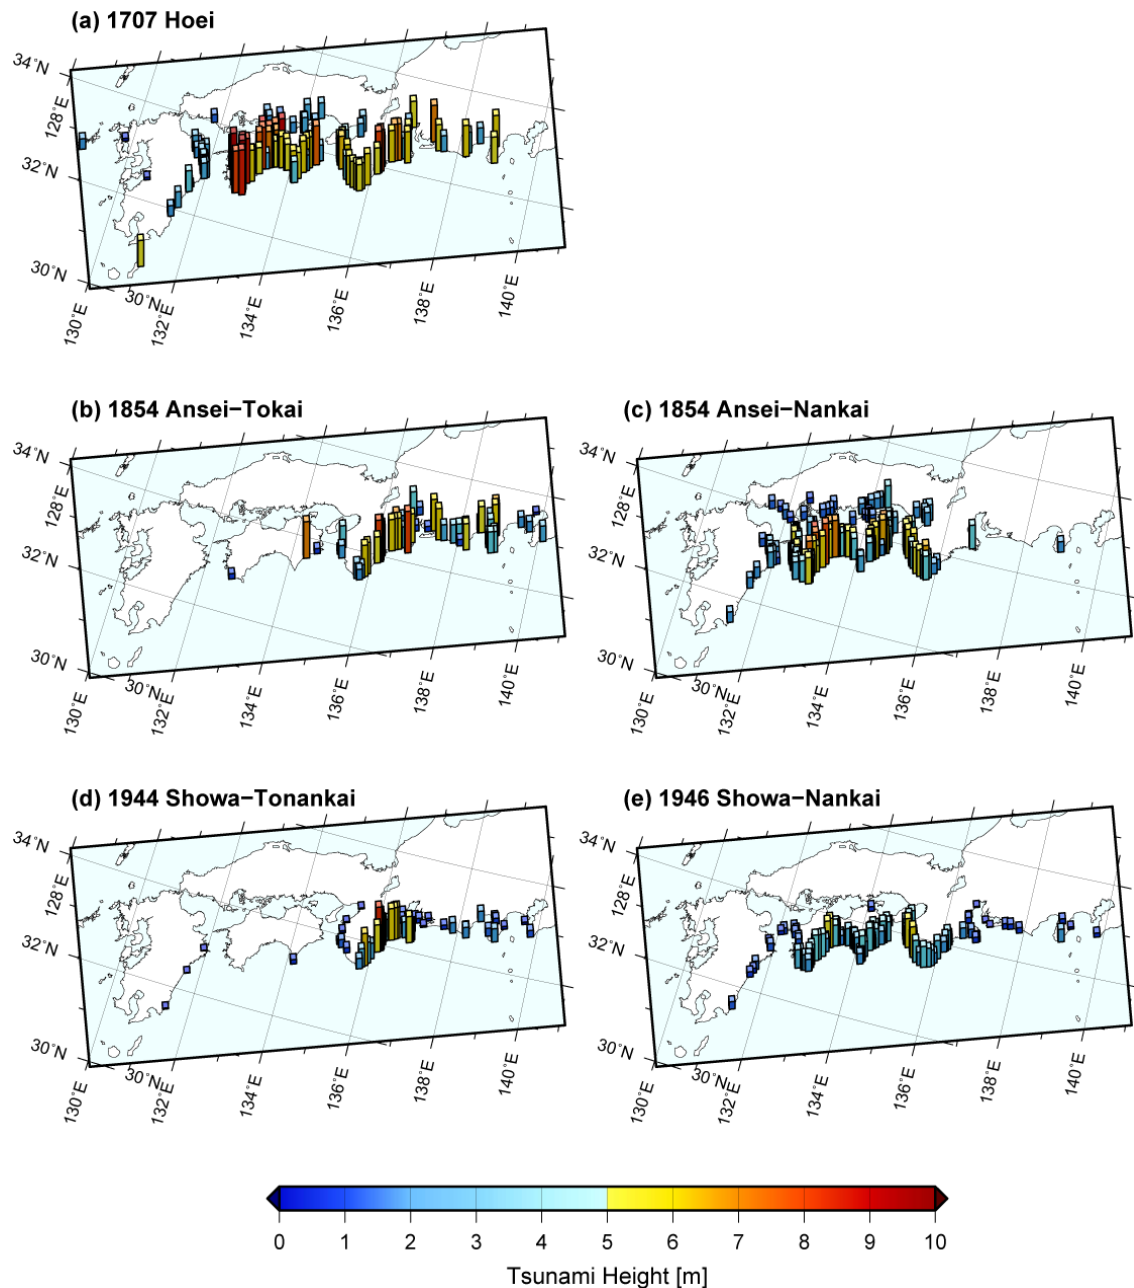 (a) 1707 Hoei
34˚N
128˚E
32˚N
30˚N
30˚N
130˚E
132˚E
134˚E
136˚E
138˚E
140˚E
(b) 1854 Ansei−Tokai
34˚N
128˚E
32˚N
30˚N
30˚N
130˚E
132˚E
134˚E
136˚E
138˚E
140˚E
(c) 1854 Ansei−Nankai
34˚N
128˚E
32˚N
30˚N
30˚N
130˚E
132˚E
134˚E
136˚E
138˚E
140˚E
(d) 1944 Showa−Tonankai
34˚N
128˚E
32˚N
30˚N
30˚N
130˚E
132˚E
134˚E
136˚E
138˚E
140˚E
(e) 1946 Showa−Nankai
34˚N
128˚E
32˚N
30˚N
30˚N
130˚E
132˚E
134˚E
136˚E
138˚E
140˚E
0 1 2 3 4 5 6 7 8 9 10
Tsunami Height [m]